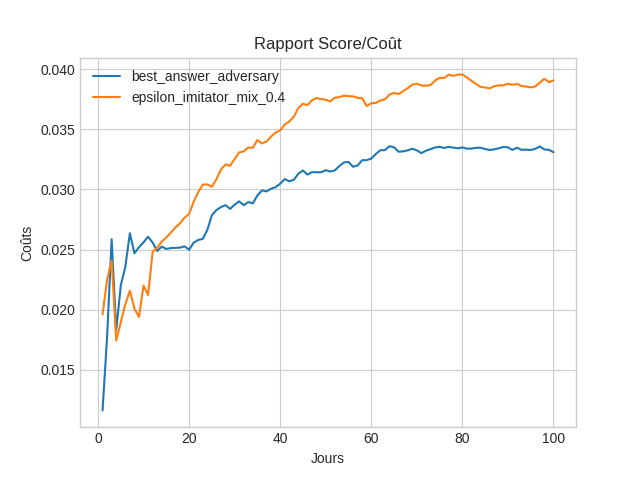 Rapport Score/Coût
best_answer_adversary
epsilon_imitator_mix_0.4
0.040
0.035
0.030
0.025
0.020
0.015
Coûts
0
20
40
60
80
100
Jours